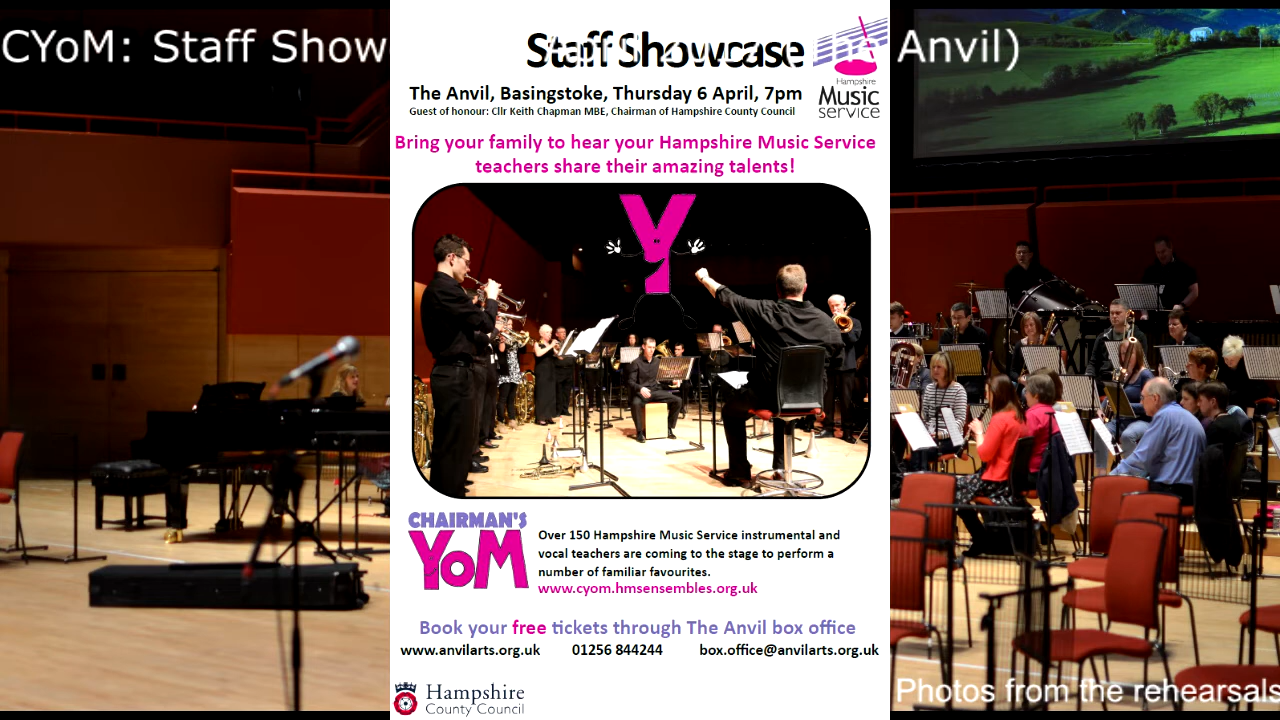 CYoM: Staff Show
Anvil)
Staff Showcase
The Anvil, Basingstoke, Thursday 6 April, 7pm
Guest of honour: Cllr Keith Chapman MBE, Chairman of Hampshire County Council
Hampshire
Music
service
Bring your family to hear your Hampshire Music Service
teachers share their amazing talents!
Y
CHAIRMAN'S
YoM
Over 150 Hampshire Music Service instrumental and
vocal teachers are coming to the stage to perform a
number of familiar favourites.
www.cyom.hmsensembles.org.uk
Book your free tickets through The Anvil box office
www.anvilarts.org.uk 01256 844244 box.office@anvilarts.org.uk
Hampshire
County Council
Photos from the rehearsals